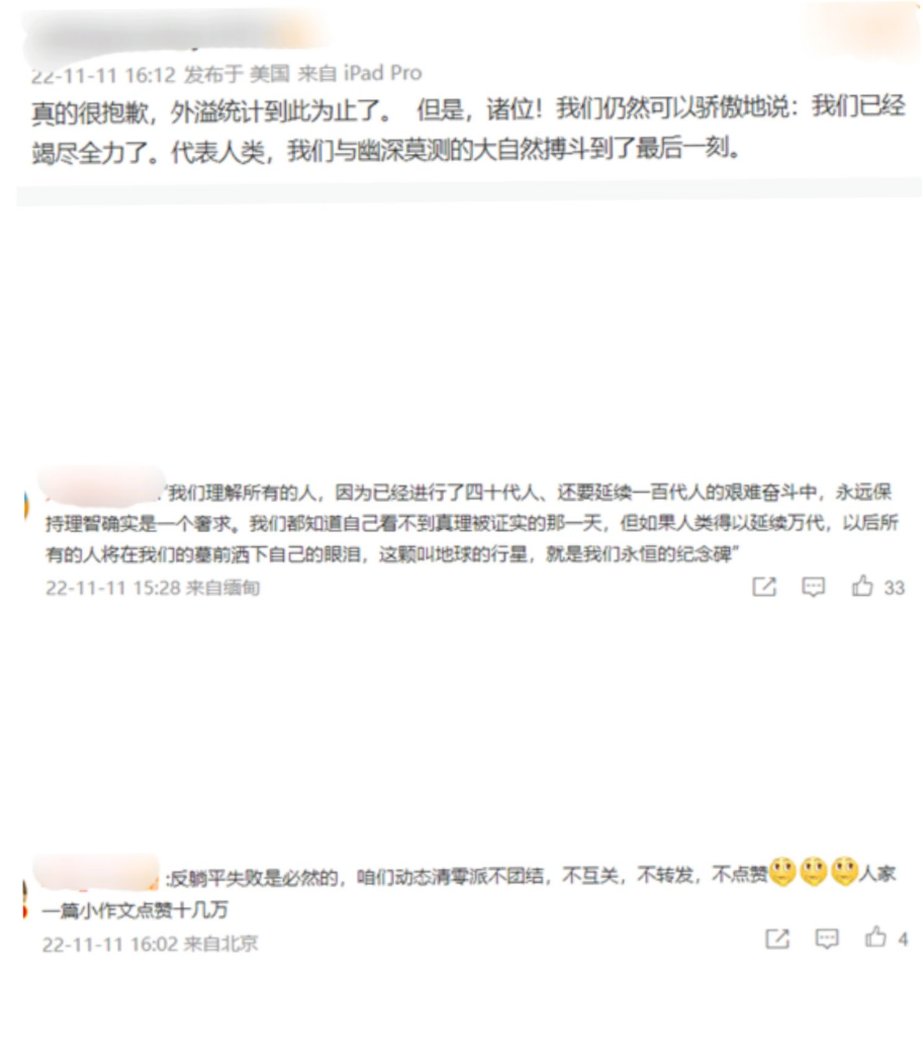 22-11-11 16:12 发布于 美国 来自 iPad Pro
真的很抱歉，外溢统计到此为止了。 但是，诸位！我们仍然可以骄傲地说：我们已经
竭尽全力了。代表人类，我们与幽深莫测的大自然搏斗到了最后一刻。
“我们理解所有的人，因为已经进行了四十代人、还要延续一百代人的艰难奋斗中，永远保
持理智确实是一个奢求。我们都知道自己看不到真理被证实的那一天，但如果人类得以延续万代，以后所
有的人将在我们的墓前洒下自己的眼泪，这颗叫地球的行星，就是我们永恒的纪念碑”
22-11-11 15:28 来自缅甸
33
:反躺平失败是必然的，咱们动态清零派不团结，不互关，不转发，不点赞人家
一篇小作文点赞十几万
22-11-11 16:02 来自北京
4